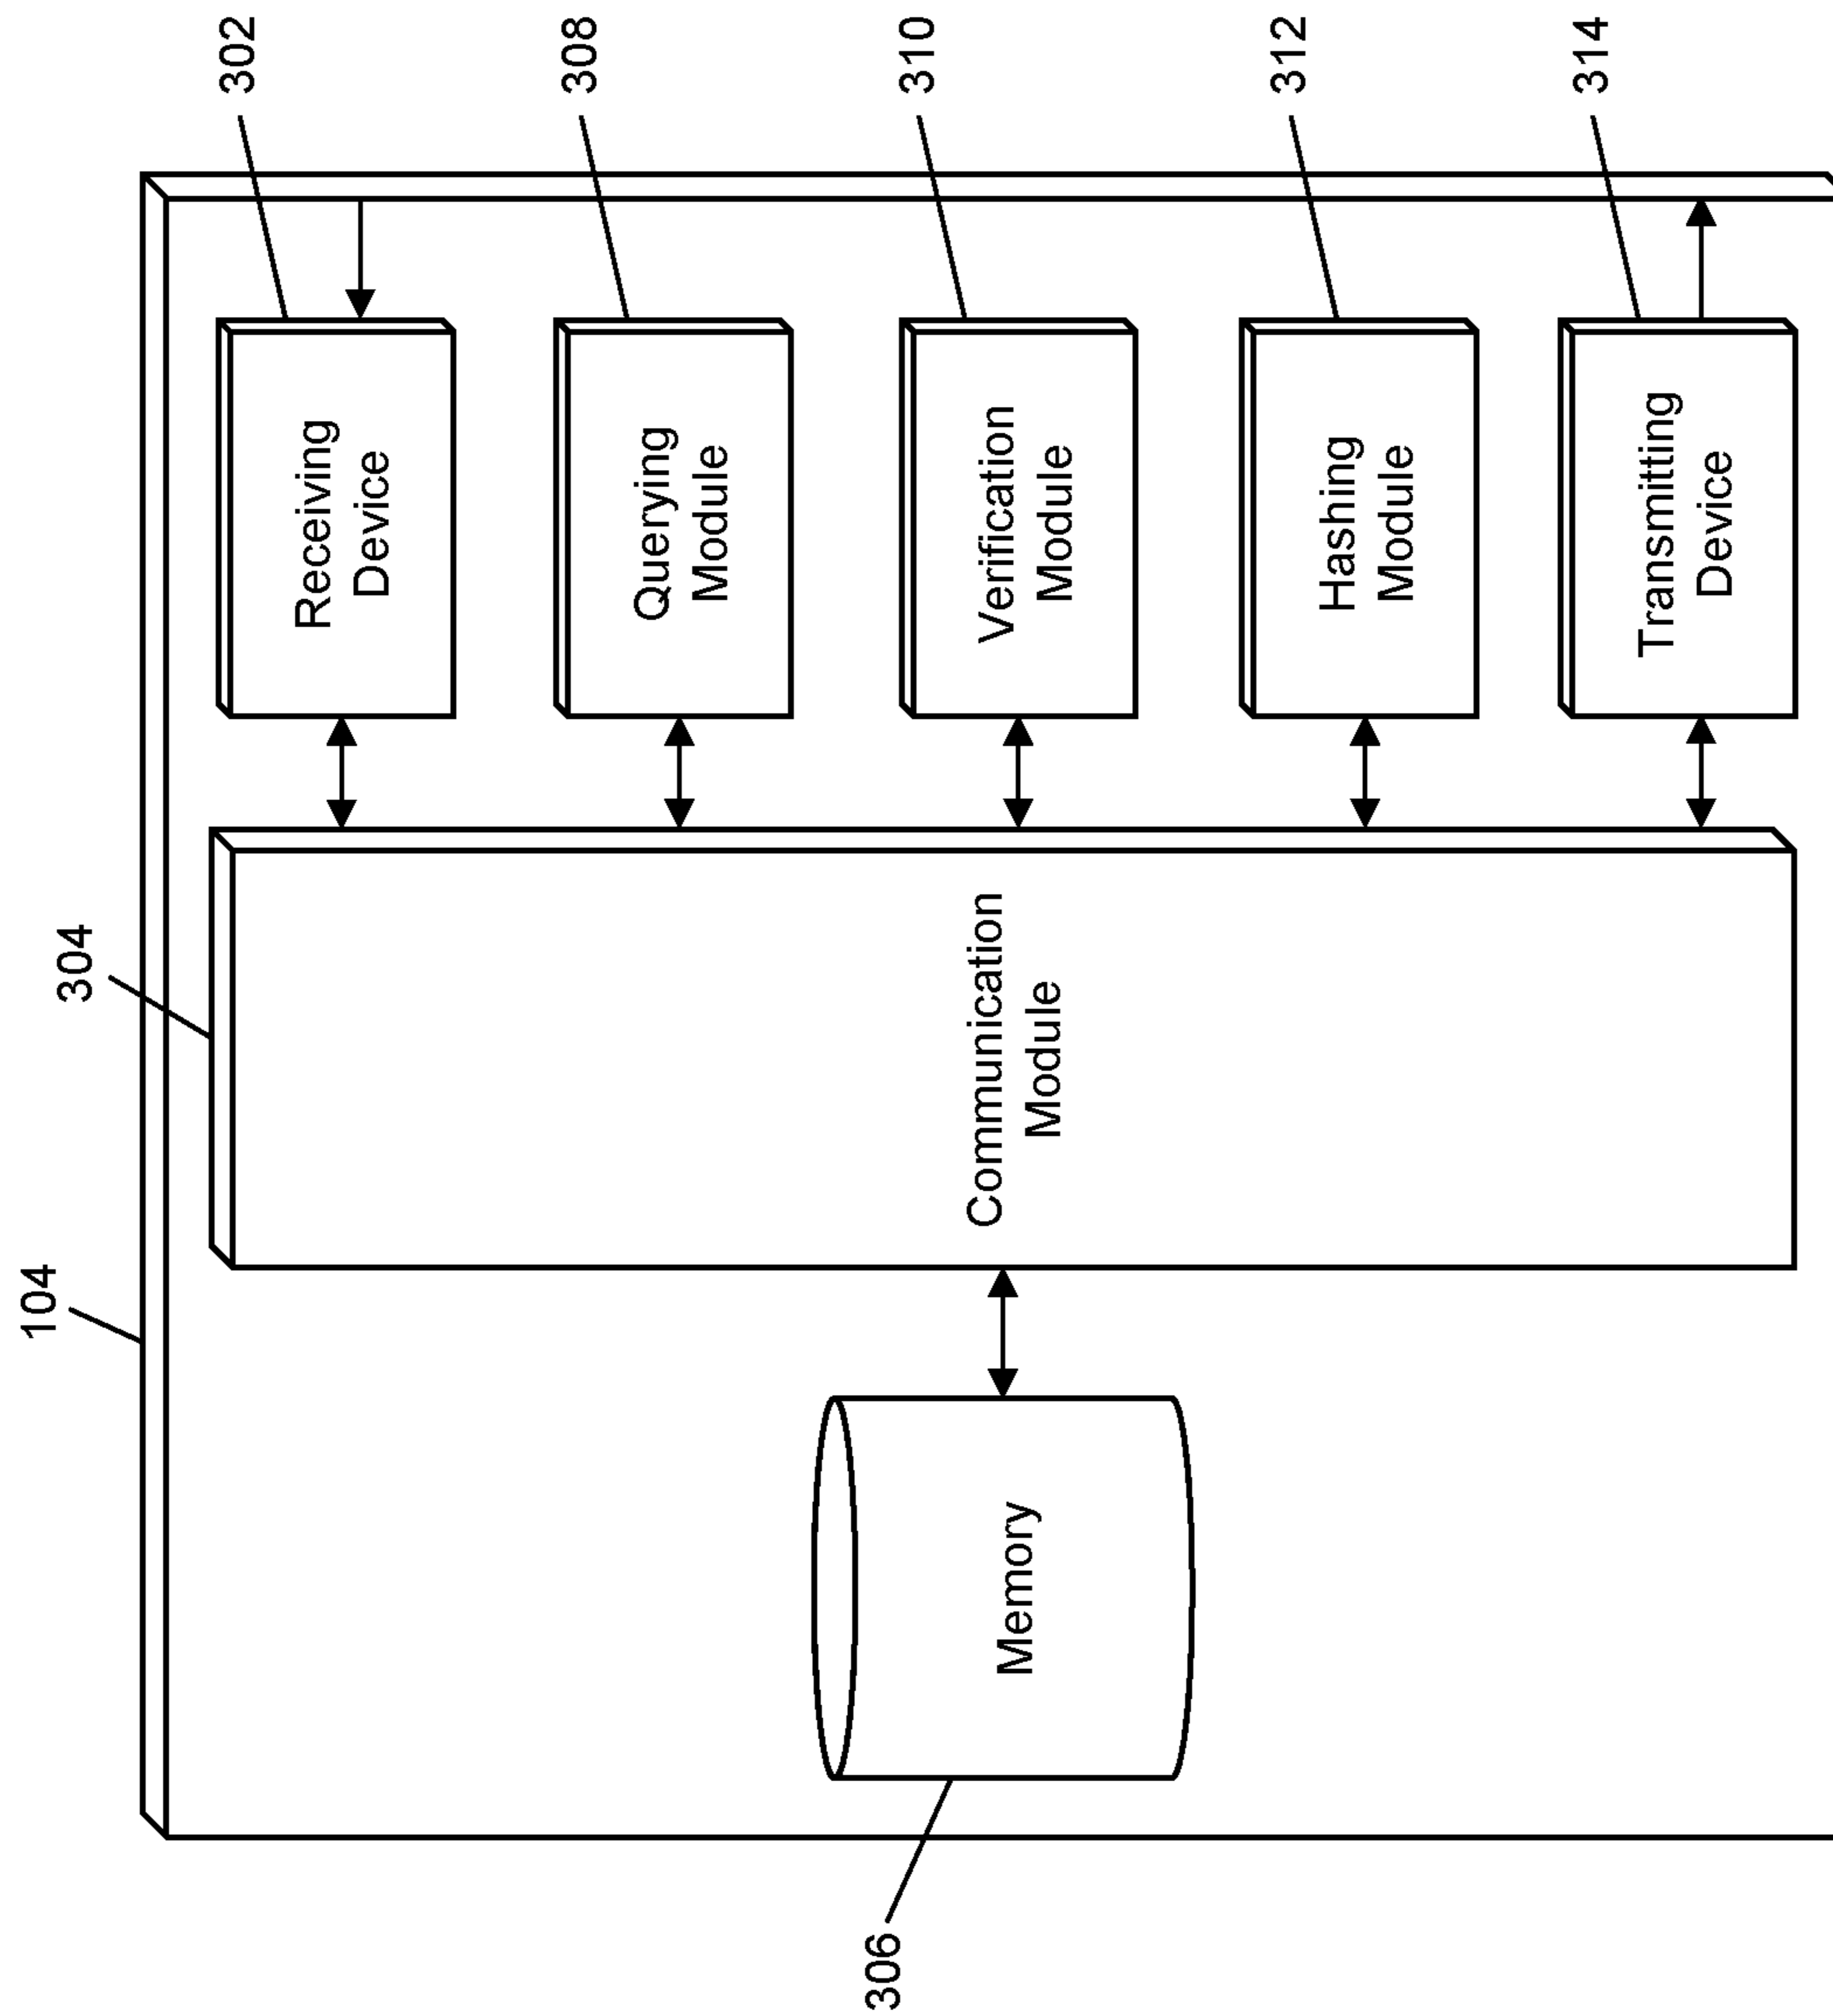 104
304
302
Receiving
Device
308
Querying
Module
306
Memory
Communication
Module
310
Verification
Module
312
Hashing
Module
314
Transmitting
Device